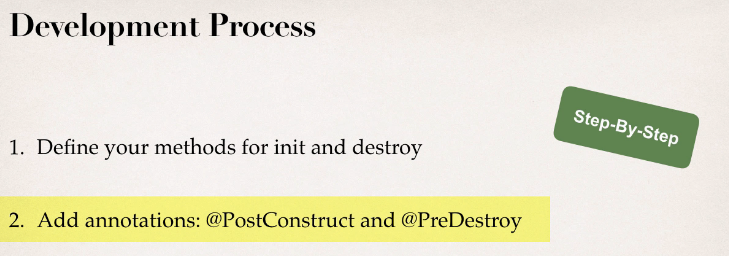 Development Process
Step-By-Step
1. Define your methods for init and destroy
2. Add annotations: @PostConstruct and @PreDestroy